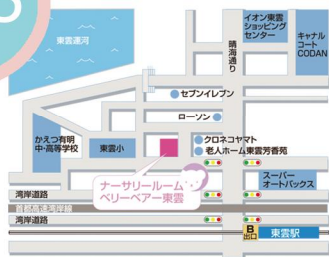 東雲運河
イオン東雲
ショッピング
センター
キャナル
コート
CODAN
晴海通り
セブンイレブン
ローソン
かえつ有明
中・高等学校
東雲小
クロネコヤマト
老人ホーム東雲芳香苑
ナーサリールーム
ベリーベアー東雲
スーパー
オートバックス
湾岸道路
首都高速湾岸線
湾岸道路
B
出口
東雲駅